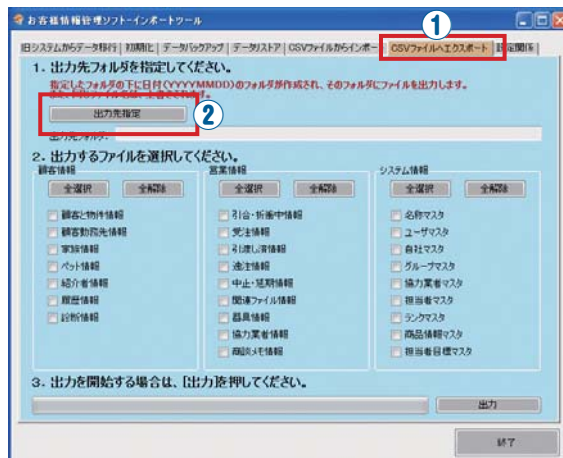 お客様情報管理ソフト-インポートツール
①
旧システムからデータ移行 初期化 データバックアップ データリストア CSVファイルからインポート CSVファイルへエクスポート 設定関係
1. 出力先フォルダを指定してください。
指定したフォルダの下に日付(YYYYMMDD)のフォルダが作成され、そのフォルダにファイルを出力します。
出力先指定
②
出力先フォルダ:
2. 出力するファイルを選択してください。
顧客情報 営業情報 システム情報
全選択 全解除 全選択 全解除 全選択 全解除
顧客と物件情報 引合・折衝中情報 名称マスタ
顧客勤務先情報 受注情報 ユーザマスタ
家族情報 引渡し済情報 自社マスタ
ペット情報 失注情報 グループマスタ
紹介者情報 中止・延期情報 協力業者マスタ
履歴情報 関連ファイル情報 担当者マスタ
診断情報 器具情報 ランクマスタ
協力業者情報 商品情報マスタ
商談メモ情報 担当者目標マスタ
3. 出力を開始する場合は、[出力]を押してください。
出力
終了